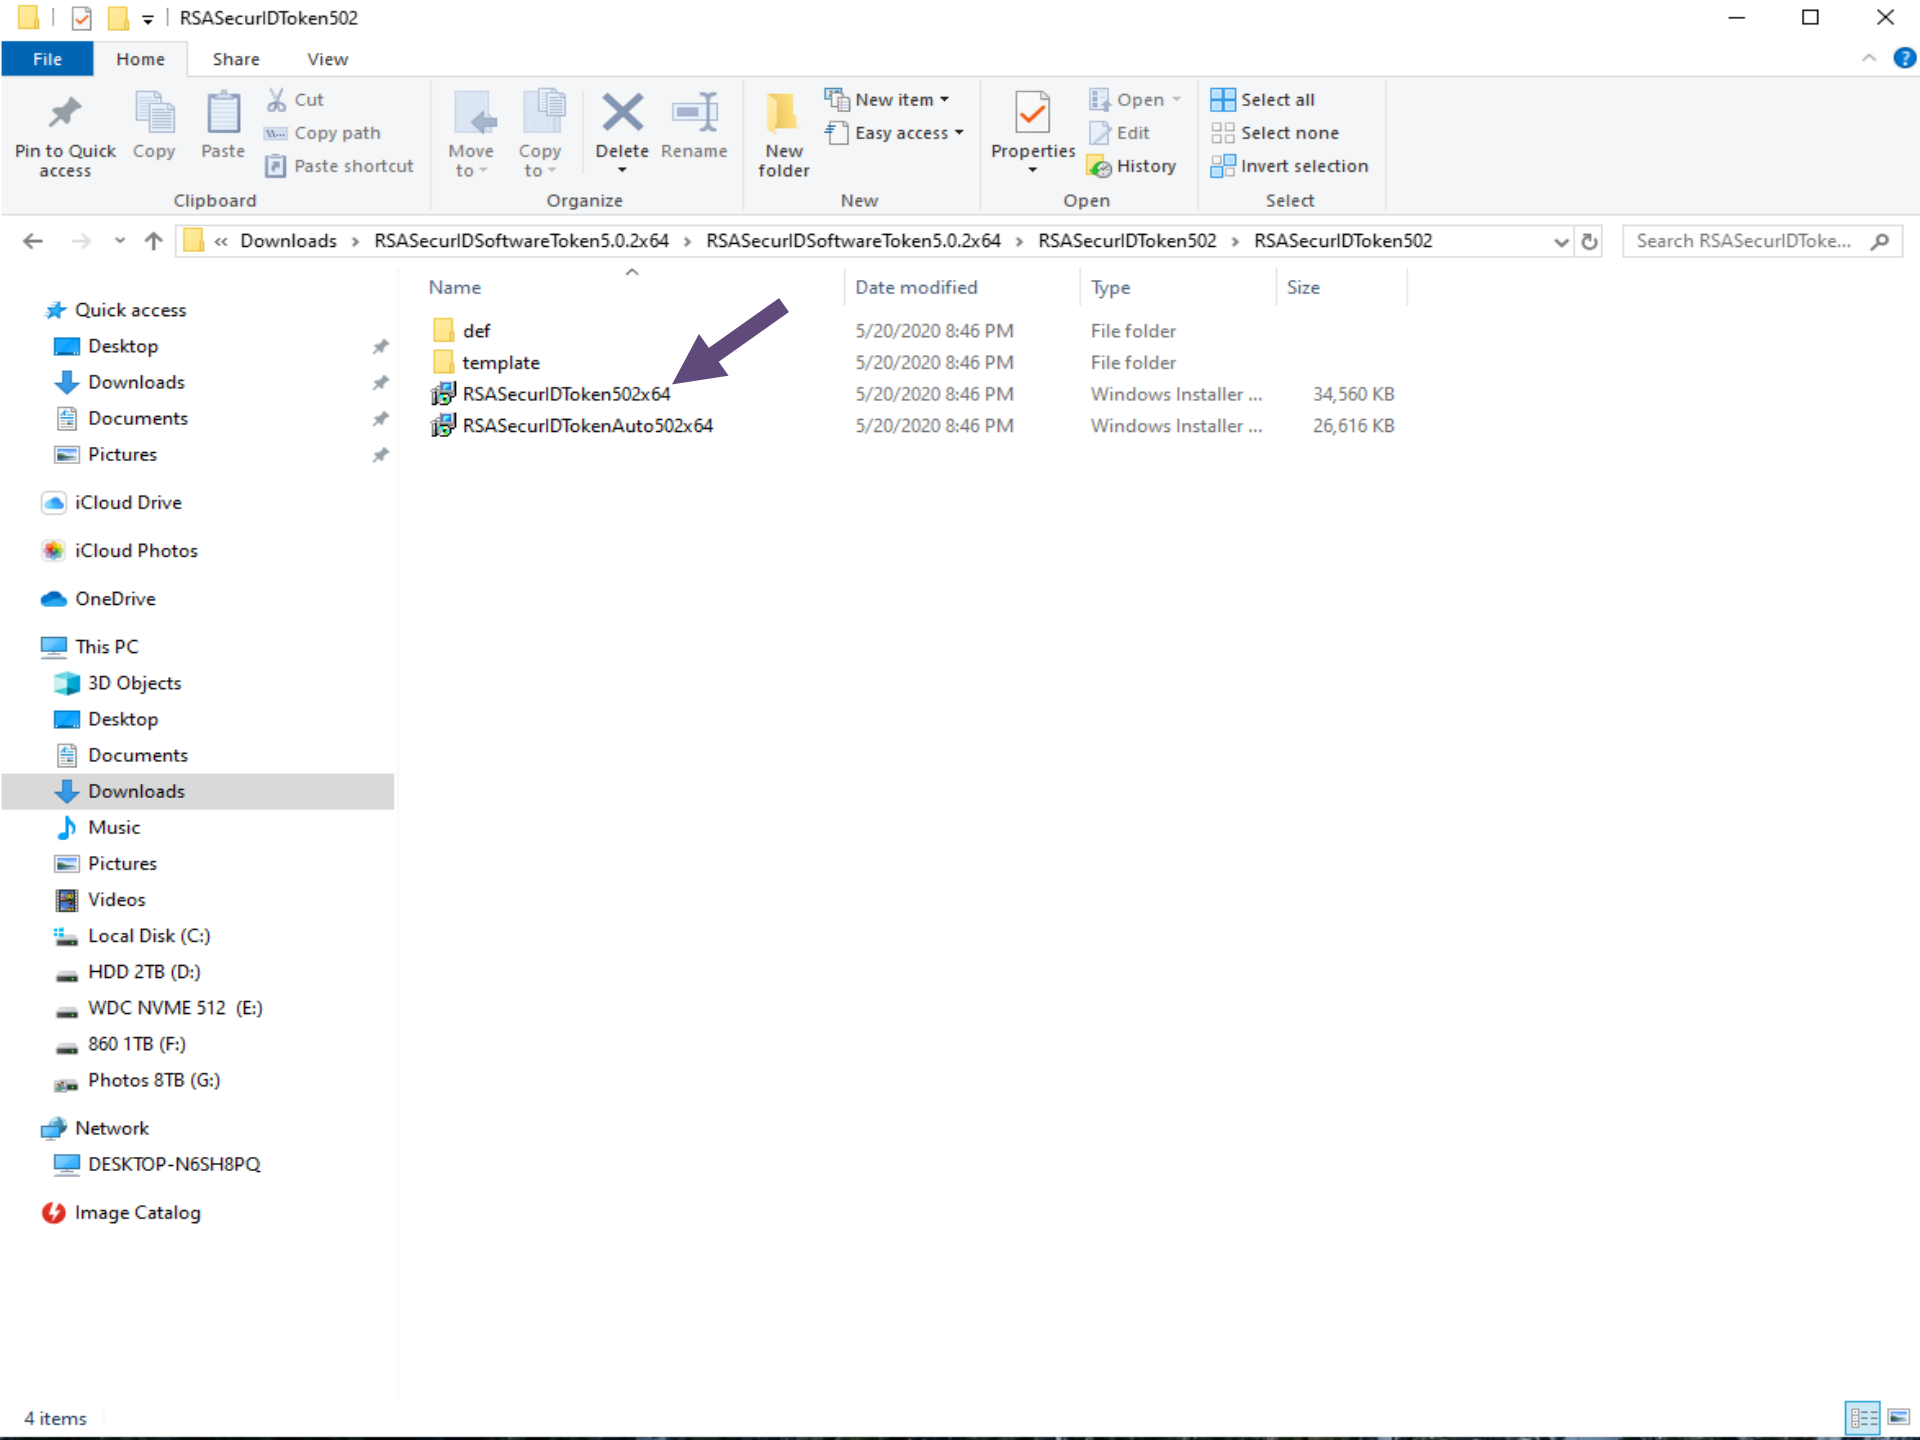 RSASecurIDToken502
File Home Share View
Pin to Quick access
Copy
Paste
Cut
Copy path
Paste shortcut
Clipboard
Move to
Copy to
Delete
Rename
Organize
New folder
New item
Easy access
New
Properties
Open
Edit
History
Open
Select all
Select none
Invert selection
Select
« Downloads > RSASecurIDSoftwareToken5.0.2x64 > RSASecurIDSoftwareToken5.0.2x64 > RSASecurIDToken502 > RSASecurIDToken502
Search RSASecurIDToke...
Name Date modified Type Size
def 5/20/2020 8:46 PM File folder
template 5/20/2020 8:46 PM File folder
RSASecurIDToken502x64 5/20/2020 8:46 PM Windows Installer ... 34,560 KB
RSASecurIDTokenAuto502x64 5/20/2020 8:46 PM Windows Installer ... 26,616 KB
Quick access
Desktop
Downloads
Documents
Pictures
iCloud Drive
iCloud Photos
OneDrive
This PC
3D Objects
Desktop
Documents
Downloads
Music
Pictures
Videos
Local Disk (C:)
HDD 2TB (D:)
WDC NVME 512 (E:)
860 1TB (F:)
Photos 8TB (G:)
Network
DESKTOP-N6SH8PQ
Image Catalog
4 items